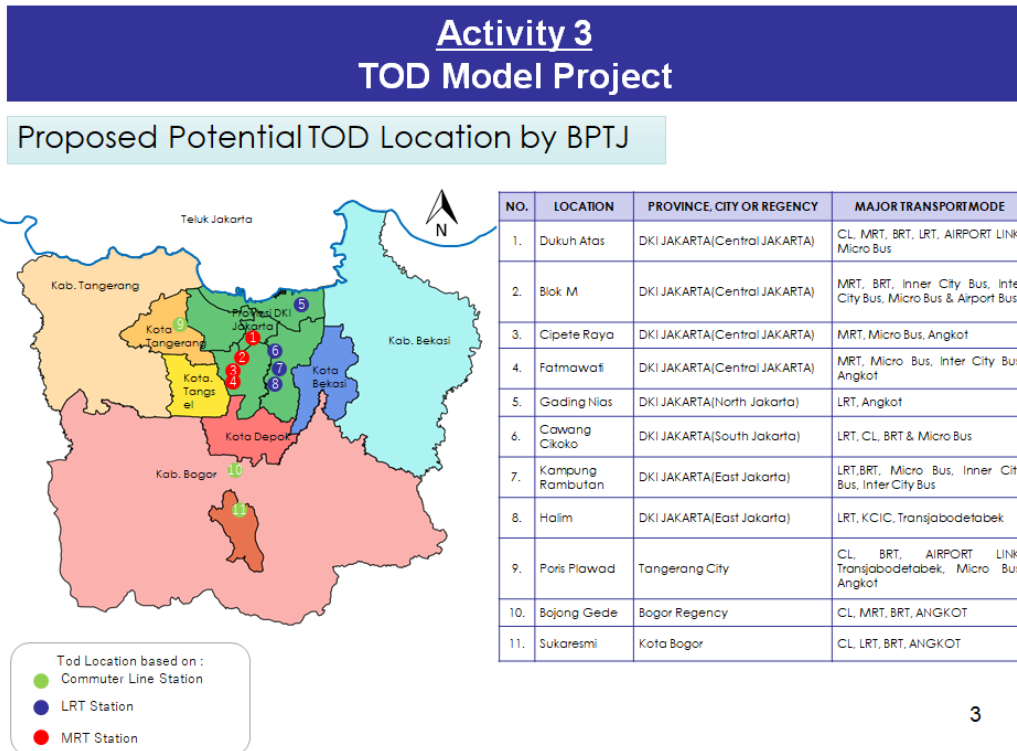 Activity 3
TOD Model Project
Proposed Potential TOD Location by BPTJ
Teluk Jakarta
N
Kab. Tangerang
Kota
Tangerang
Provinsi DKI
Jakarta
Kab. Bekasi
Kota.
Tangs
el
Kota
Bekasi
Kota Depok
Kab. Bogor
1
2
3
4
5
6
7
8
9
10
11
Tod Location based on :
Commuter Line Station
LRT Station
MRT Station
NO. LOCATION PROVINCE, CITY OR REGENCY MAJOR TRANSPORT MODE
1. Dukuh Atas DKI JAKARTA(Central JAKARTA) CL, MRT, BRT, LRT, AIRPORT LINK
Micro Bus
2. Blok M DKI JAKARTA(Central JAKARTA) MRT, BRT, Inner City Bus, Inte
City Bus, Micro Bus & Airport Bus
3. Cipete Raya DKI JAKARTA(Central JAKARTA) MRT, Micro Bus, Angkot
4. Fatmawati DKI JAKARTA(Central JAKARTA) MRT, Micro Bus, Inter City Bus
Angkot
5. Gading Nias DKI JAKARTA(North Jakarta) LRT, Angkot
6. Cawang
Cikoko DKI JAKARTA(South Jakarta) LRT, CL, BRT & Micro Bus
7. Kampung
Rambutan DKI JAKARTA(East Jakarta) LRT,BRT, Micro Bus, Inner Cit
Bus, Inter City Bus
8. Halim DKI JAKARTA(East Jakarta) LRT, KCIC, Transjabodetabek
9. Poris Plawad Tangerang City CL, BRT, AIRPORT LINK
Transjabodetabek, Micro Bus
Angkot
10. Bojong Gede Bogor Regency CL, MRT, BRT, ANGKOT
11. Sukaresmi Kota Bogor CL, LRT, BRT, ANGKOT
3